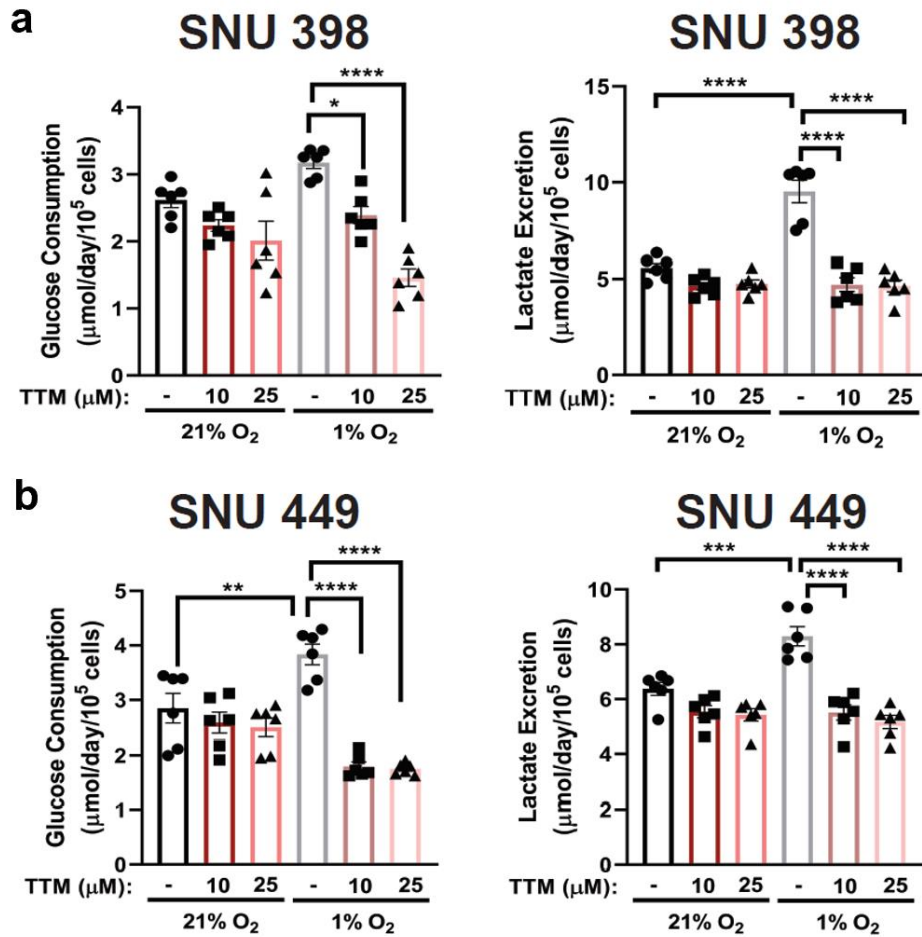 a
SNU 398
SNU 398
****
*
4
3
2
1
0
Glucose Consumption
(μmol/day/10⁵ cells)
TTM (μM): - 10 25 - 10 25
21% O₂ 1% O₂
****
****
****
15
10
5
0
Lactate Excretion
(μmol/day/10⁵ cells)
TTM (μM): - 10 25 - 10 25
21% O₂ 1% O₂
b
SNU 449
SNU 449
****
**
****
5
4
3
2
1
0
Glucose Consumption
(μmol/day/10⁵ cells)
TTM (μM): - 10 25 - 10 25
21% O₂ 1% O₂
***
****
****
10
8
6
4
2
0
Lactate Excretion
(μmol/day/10⁵ cells)
TTM (μM): - 10 25 - 10 25
21% O₂ 1% O₂